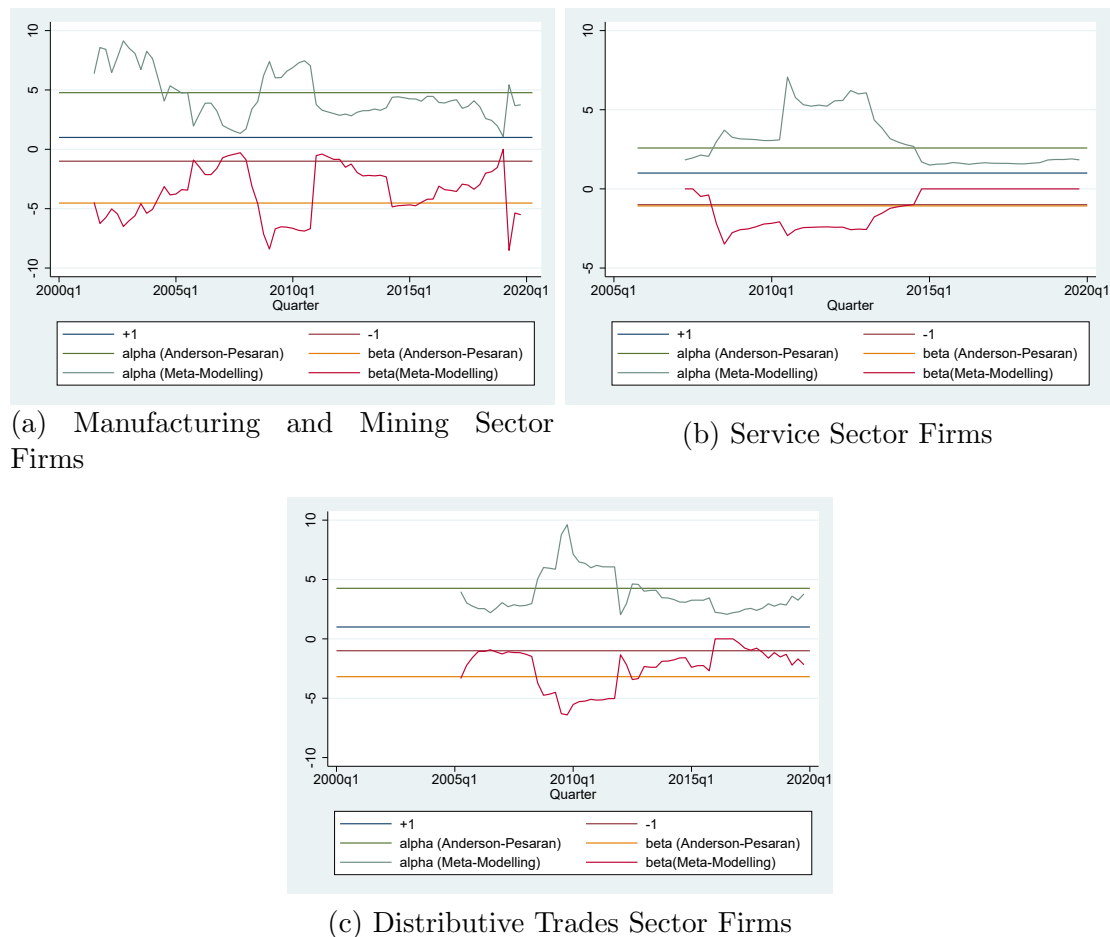 10
5
0
-5
-10
2000q1 2005q1 2010q1 2015q1 2020q1
Quarter
+1 -1
alpha (Anderson-Pesaran) beta (Anderson-Pesaran)
alpha (Meta-Modelling) beta(Meta-Modelling)
(a) Manufacturing and Mining Sector
Firms
10
5
0
-5
2005q1 2010q1 2015q1 2020q1
Quarter
+1 -1
alpha (Anderson-Pesaran) beta (Anderson-Pesaran)
alpha (Meta-Modelling) beta(Meta-Modelling)
(b) Service Sector Firms
10
5
0
-5
-10
2000q1 2005q1 2010q1 2015q1 2020q1
Quarter
+1 -1
alpha (Anderson-Pesaran) beta (Anderson-Pesaran)
alpha (Meta-Modelling) beta(Meta-Modelling)
(c) Distributive Trades Sector Firms